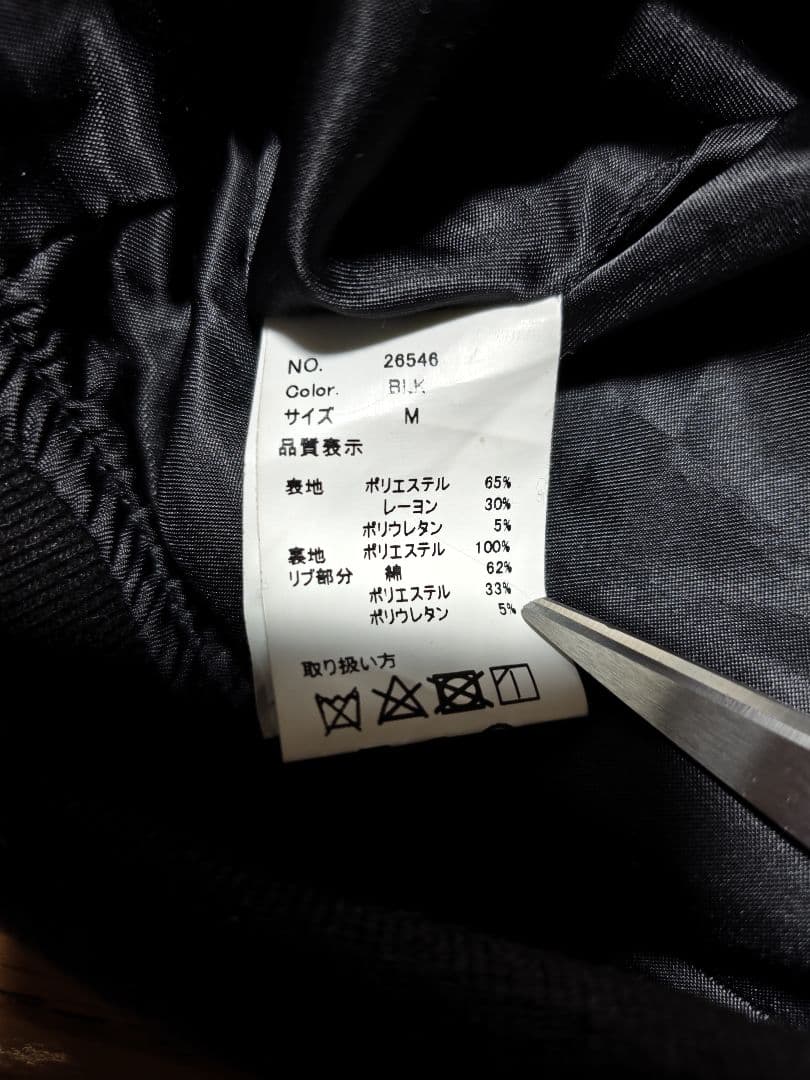 NO. 26546
Color. BLK
サイズ M
品質表示
表地 ポリエステル 65%
レーヨン 30%
ポリウレタン 5%
裏地 ポリエステル 100%
リブ部分 綿 62%
ポリエステル 33%
ポリウレタン 5%
取り扱い方